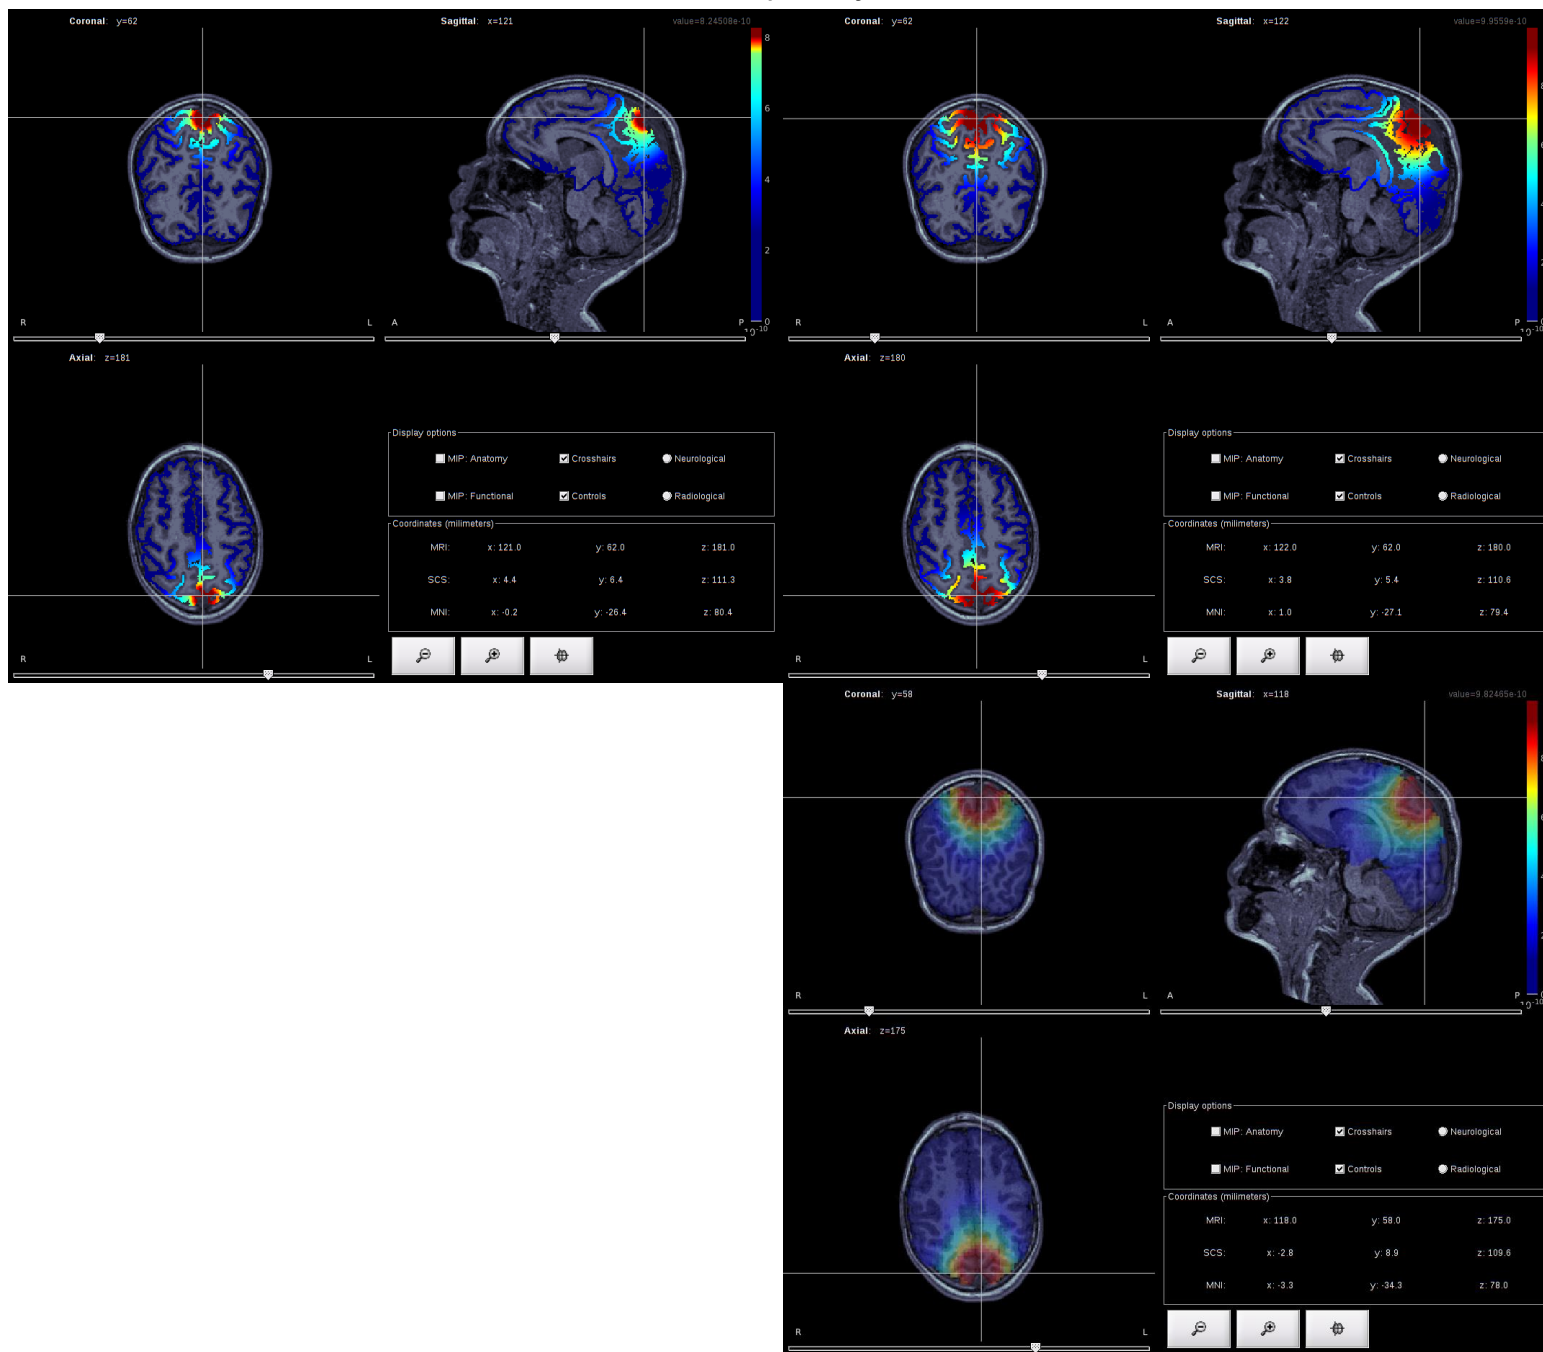 Coronal: y=62
Sagittal: x=121
value=8.24508e-10
8
6
4
2
0
R
L
A
P
10-10
Axial: z=181
R
L
Display options
MIP: Anatomy
Crosshairs
Neurological
MIP: Functional
Controls
Radiological
Coordinates (milimeters)
MRI: x: 121.0 y: 62.0 z: 181.0
SCS: x: 4.4 y: 6.4 z: 111.3
MNI: x: -0.2 y: -26.4 z: 80.4
Coronal: y=62
Sagittal: x=122
value=9.9559e-10
R
L
A
P
10-10
Axial: z=180
R
L
Display options
MIP: Anatomy
Crosshairs
Neurological
MIP: Functional
Controls
Radiological
Coordinates (milimeters)
MRI: x: 122.0 y: 62.0 z: 180.0
SCS: x: 3.8 y: 5.4 z: 110.6
MNI: x: 1.0 y: -27.1 z: 79.4
Coronal: y=58
Sagittal: x=118
value=9.82465e-10
R
L
A
P
10-10
Axial: z=175
R
L
Display options
MIP: Anatomy
Crosshairs
Neurological
MIP: Functional
Controls
Radiological
Coordinates (milimeters)
MRI: x: 118.0 y: 58.0 z: 175.0
SCS: x: -2.8 y: 8.9 z: 109.6
MNI: x: -3.3 y: -34.3 z: 78.0